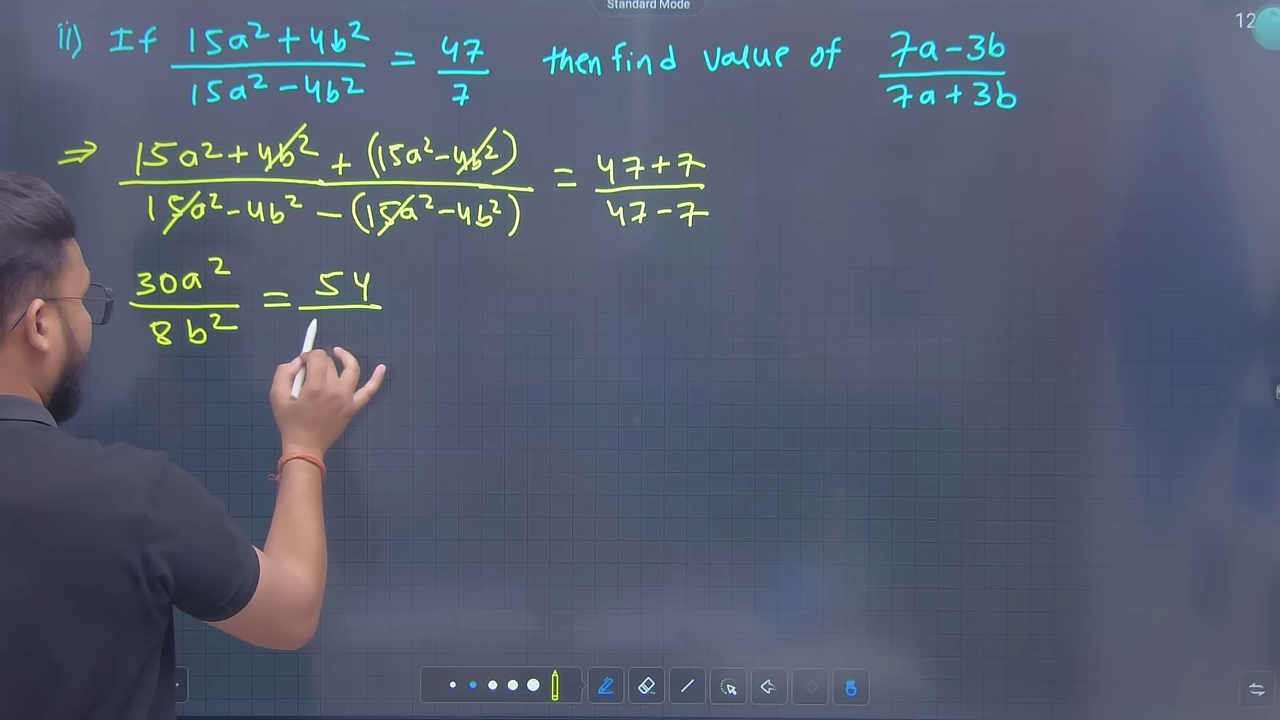 Standard Mode
12
ii) If (15a² + 4b²)/(15a² - 4b²) = 47/7 then find value of (7a - 3b)/(7a + 3b)
⇒ (15a² + 4b² + (15a² - 4b²))/(15a² - 4b² - (15a² - 4b²)) = (47 + 7)/(47 - 7)
30a²/8b² = 54/